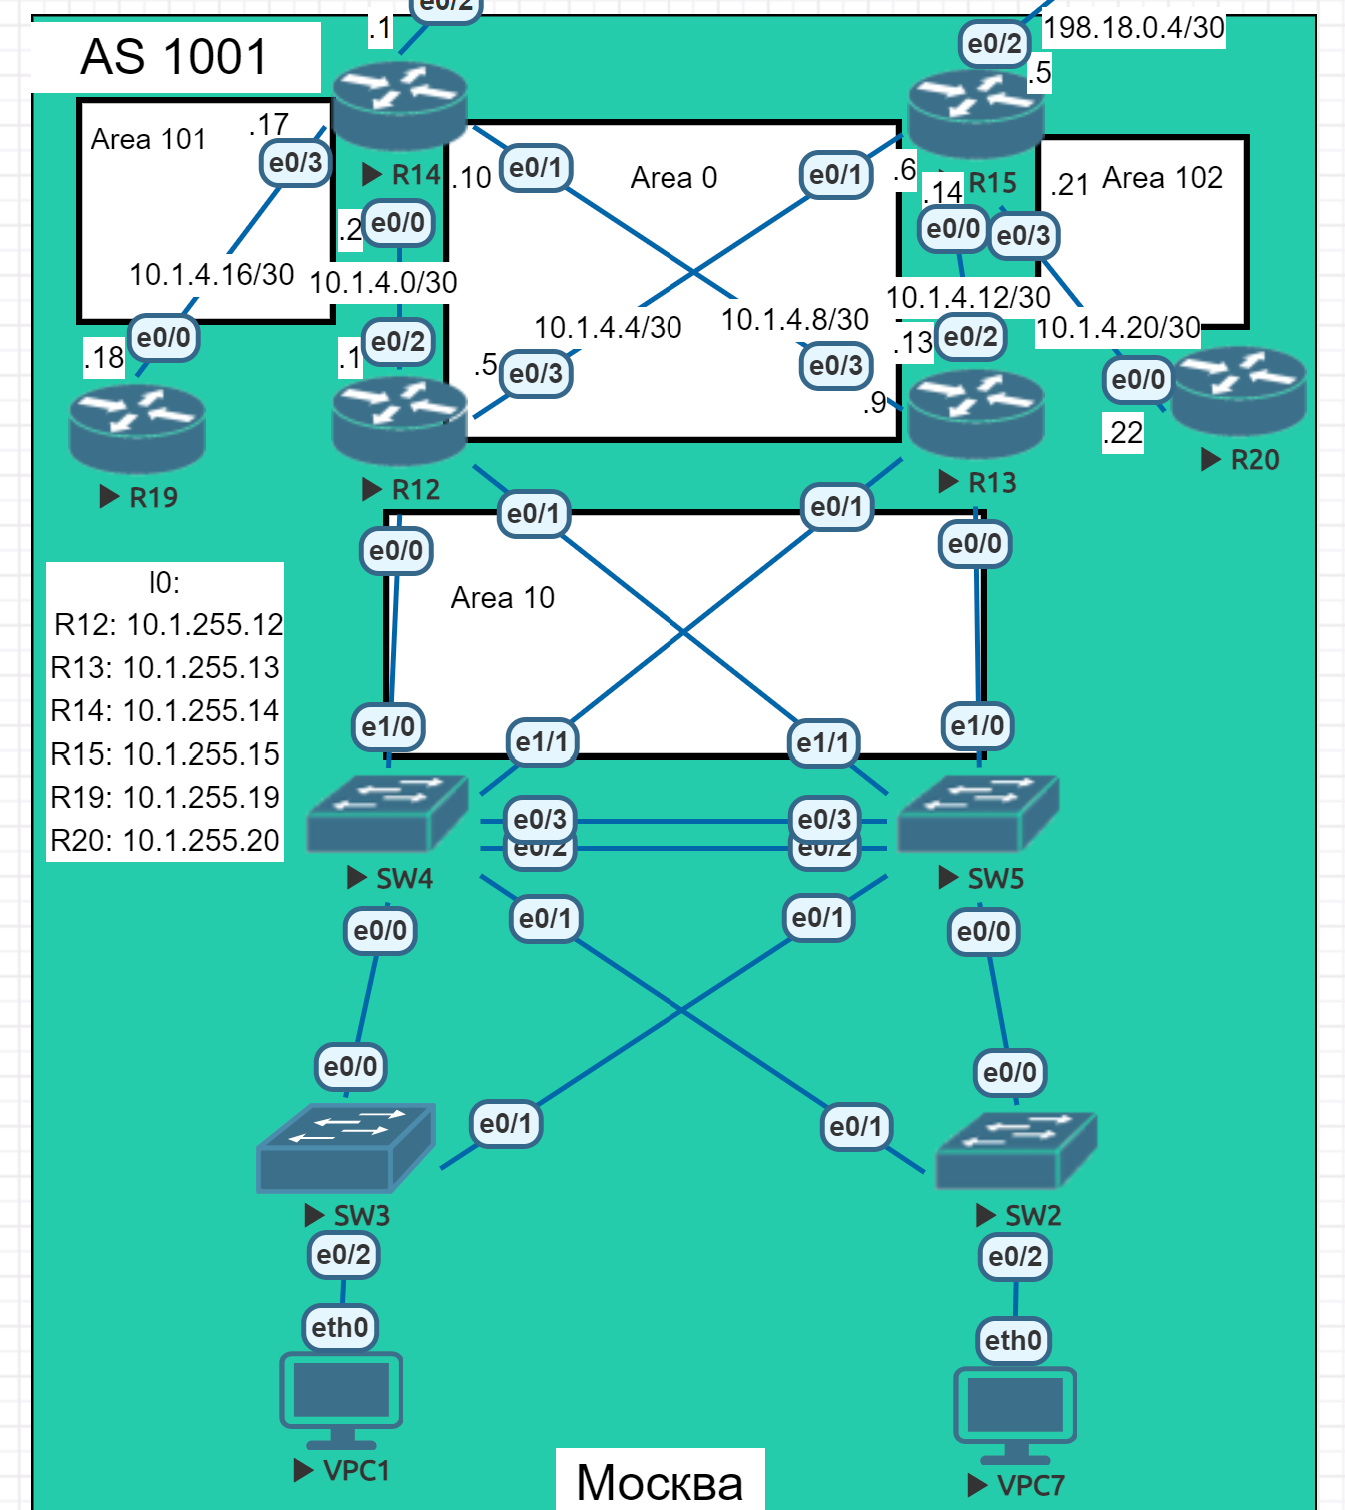 e0/2
.1
AS 1001
e0/2
198.18.0.4/30
.5
Area 101
.17
e0/3
R14
.10
e0/1
Area 0
e0/1
.6
R15
.21
Area 102
.14
.2
e0/0
e0/0
e0/3
10.1.4.16/30
10.1.4.0/30
10.1.4.12/30
10.1.4.4/30
10.1.4.8/30
10.1.4.20/30
e0/0
.18
e0/2
.1
.5
e0/3
e0/3
.13
e0/2
.9
e0/0
.22
R19
R12
R13
R20
e0/1
e0/1
e0/0
e0/0
Area 10
l0:
R12: 10.1.255.12
R13: 10.1.255.13
R14: 10.1.255.14
R15: 10.1.255.15
R19: 10.1.255.19
R20: 10.1.255.20
e1/0
e1/1
e1/1
e1/0
e0/3
e0/3
e0/2
e0/2
SW4
SW5
e0/0
e0/1
e0/1
e0/0
e0/0
e0/1
e0/1
e0/0
SW3
SW2
e0/2
e0/2
eth0
eth0
VPC1
VPC7
Москва